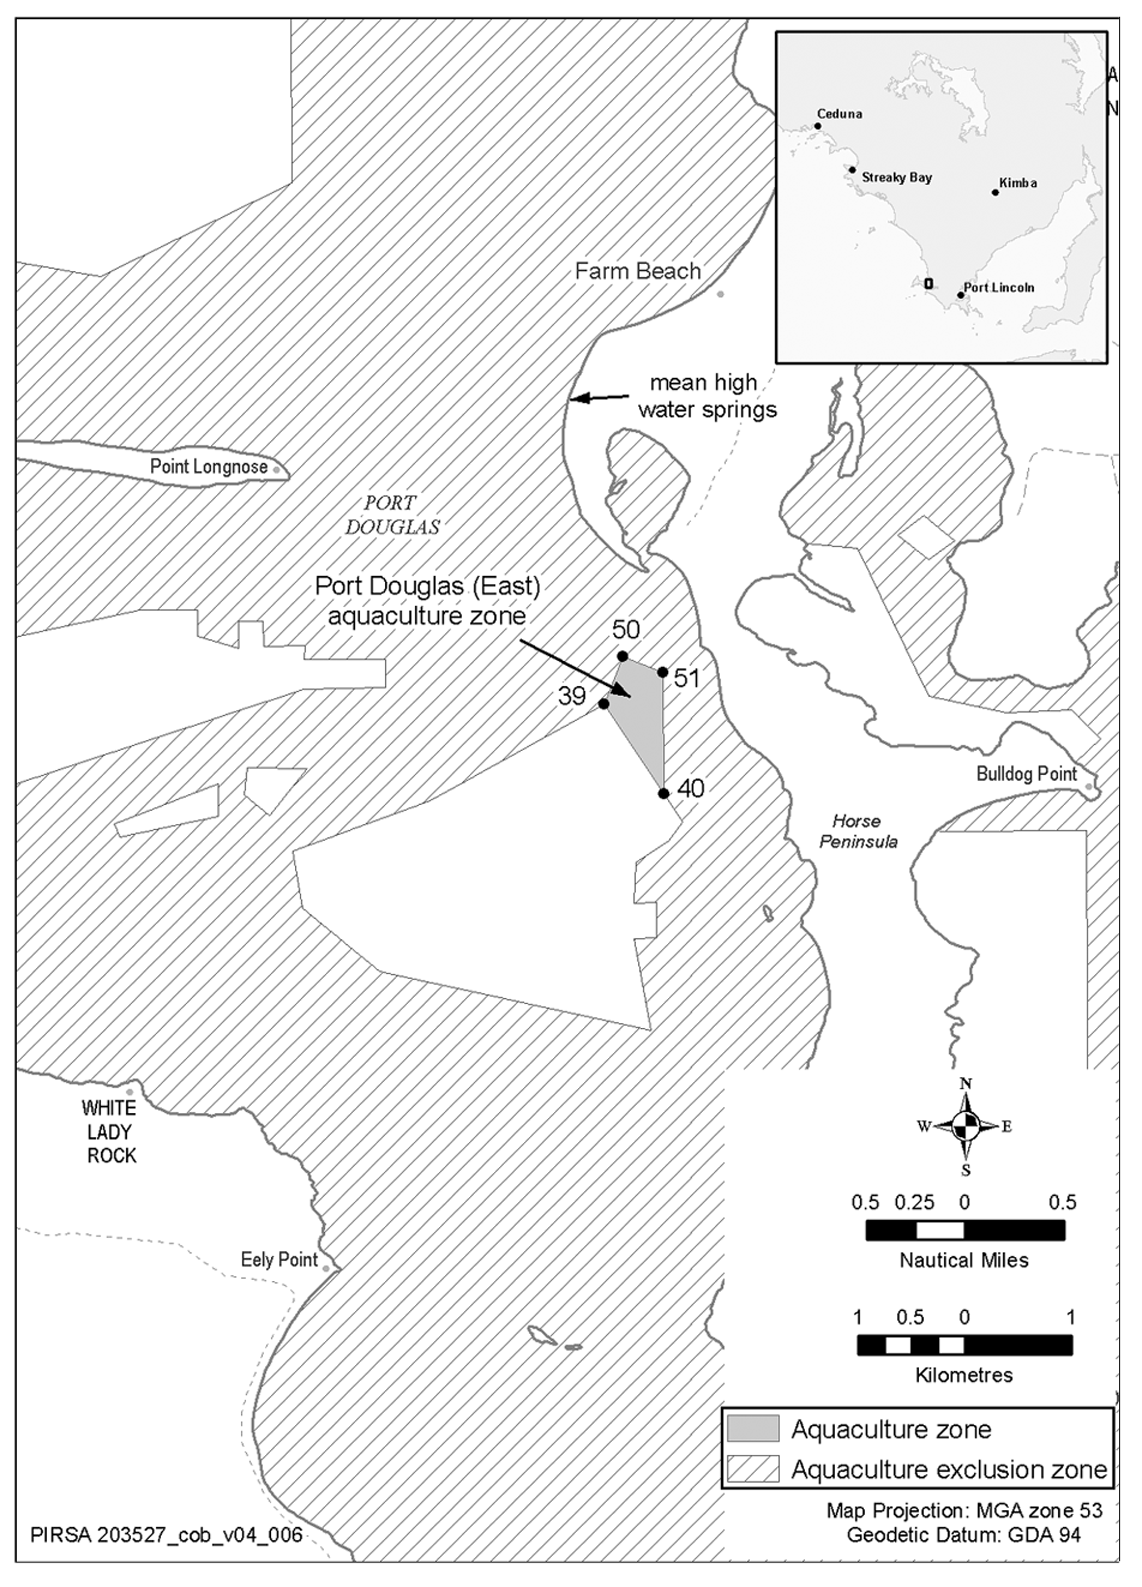 A
N
Ceduna
Streaky Bay
Kimba
Port Lincoln
Farm Beach
mean high
water springs
Point Longnose
PORT
DOUGLAS
Port Douglas (East)
aquaculture zone
50
51
39
40
Bulldog Point
Horse
Peninsula
WHITE
LADY
ROCK
Eely Point
N
W E
S
0.5 0.25 0 0.5
Nautical Miles
1 0.5 0 1
Kilometres
Aquaculture zone
Aquaculture exclusion zone
Map Projection: MGA zone 53
Geodetic Datum: GDA 94
PIRSA 203527_cob_v04_006